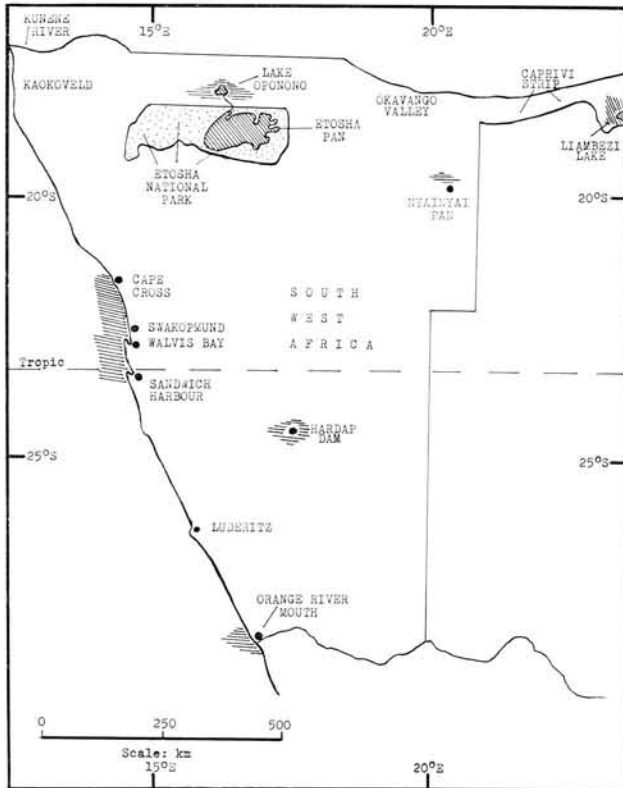 KUNENE
RIVER
15°E
20°E
KAOKOVELD
LAKE
OPONONO
CAPRIVI
STRIP
OKAVANGO
VALLEY
ETOSHA
PAN
LIAMBEZI
LAKE
ETOSHA
NATIONAL
PARK
20°S
20°S
NYAINYAI
PAN
CAPE
CROSS
SOUTH
WEST
AFRICA
SWAKOPMUND
WALVIS BAY
Tropic
SANDWICH
HARBOUR
HARDAP
DAM
25°S
25°S
LUDERITZ
ORANGE RIVER
MOUTH
0 250 500
Scale: km
15°E
20°E